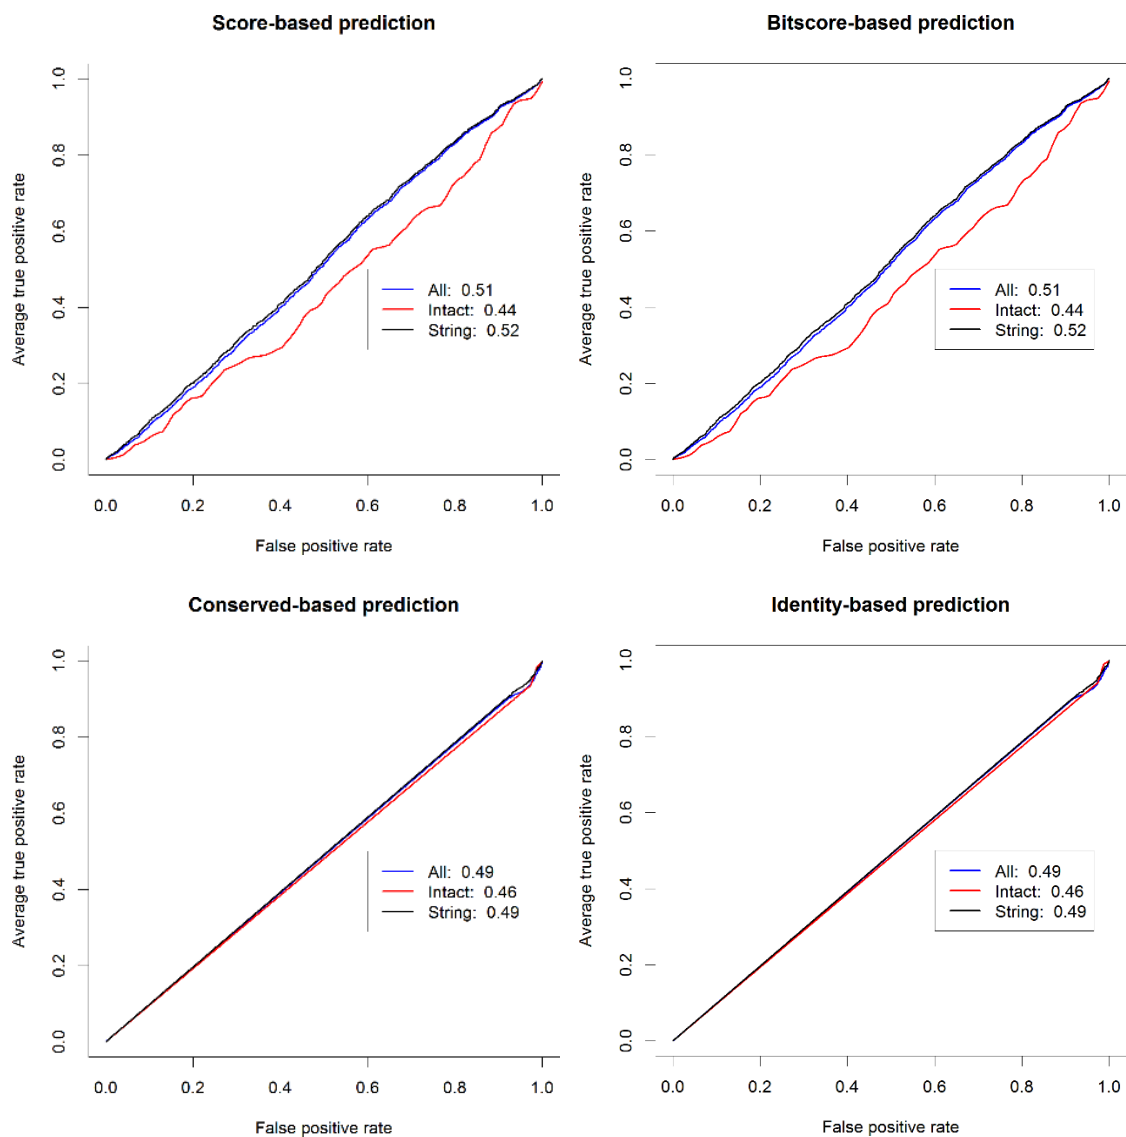 Score-based prediction
Average true positive rate
1.0
0.8
0.6
0.4
0.2
0.0
All: 0.51
Intact: 0.44
String: 0.52
0.0 0.2 0.4 0.6 0.8 1.0
False positive rate
Bitscore-based prediction
Average true positive rate
1.0
0.8
0.6
0.4
0.2
0.0
All: 0.51
Intact: 0.44
String: 0.52
0.0 0.2 0.4 0.6 0.8 1.0
False positive rate
Conserved-based prediction
Average true positive rate
1.0
0.8
0.6
0.4
0.2
0.0
All: 0.49
Intact: 0.46
String: 0.49
0.0 0.2 0.4 0.6 0.8 1.0
False positive rate
Identity-based prediction
Average true positive rate
1.0
0.8
0.6
0.4
0.2
0.0
All: 0.49
Intact: 0.46
String: 0.49
0.0 0.2 0.4 0.6 0.8 1.0
False positive rate